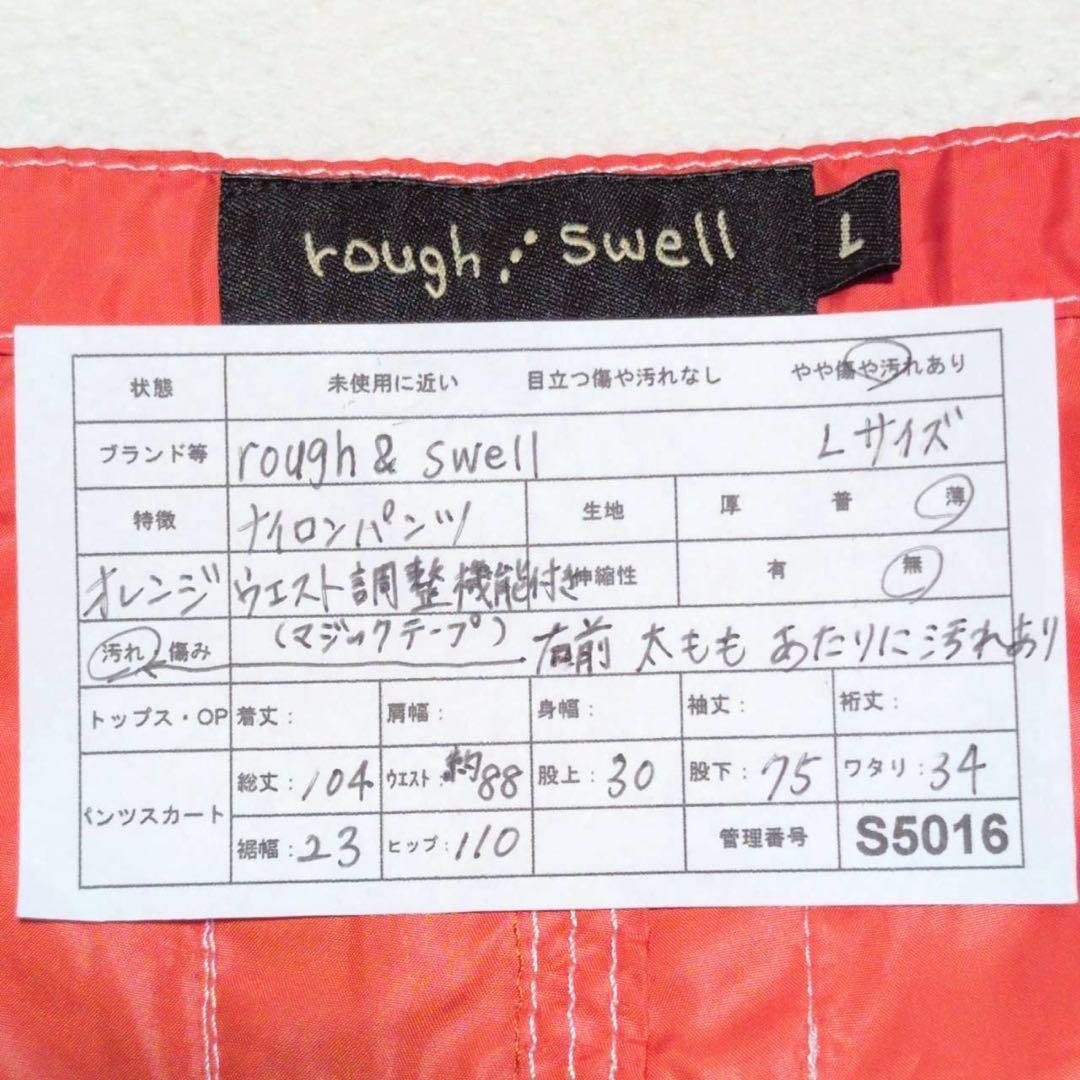 rough & swell L
状態 未使用に近い 目立つ傷や汚れなし やや傷や汚れあり
ブランド等 rough & swell Lサイズ
特徴 ナイロンパンツ 生地 厚 普 薄
オレンジ ウエスト調整機能付き 伸縮性 有 無
(マジックテープ)
汚れ・傷み 右前 太もも あたりに汚れあり
トップス・OP 着丈: 肩幅: 身幅: 袖丈: 裄丈:
パンツスカート 総丈:104 ウエスト:約88 股上:30 股下:75 ワタリ:34
裾幅:23 ヒップ:110 管理番号 S5016